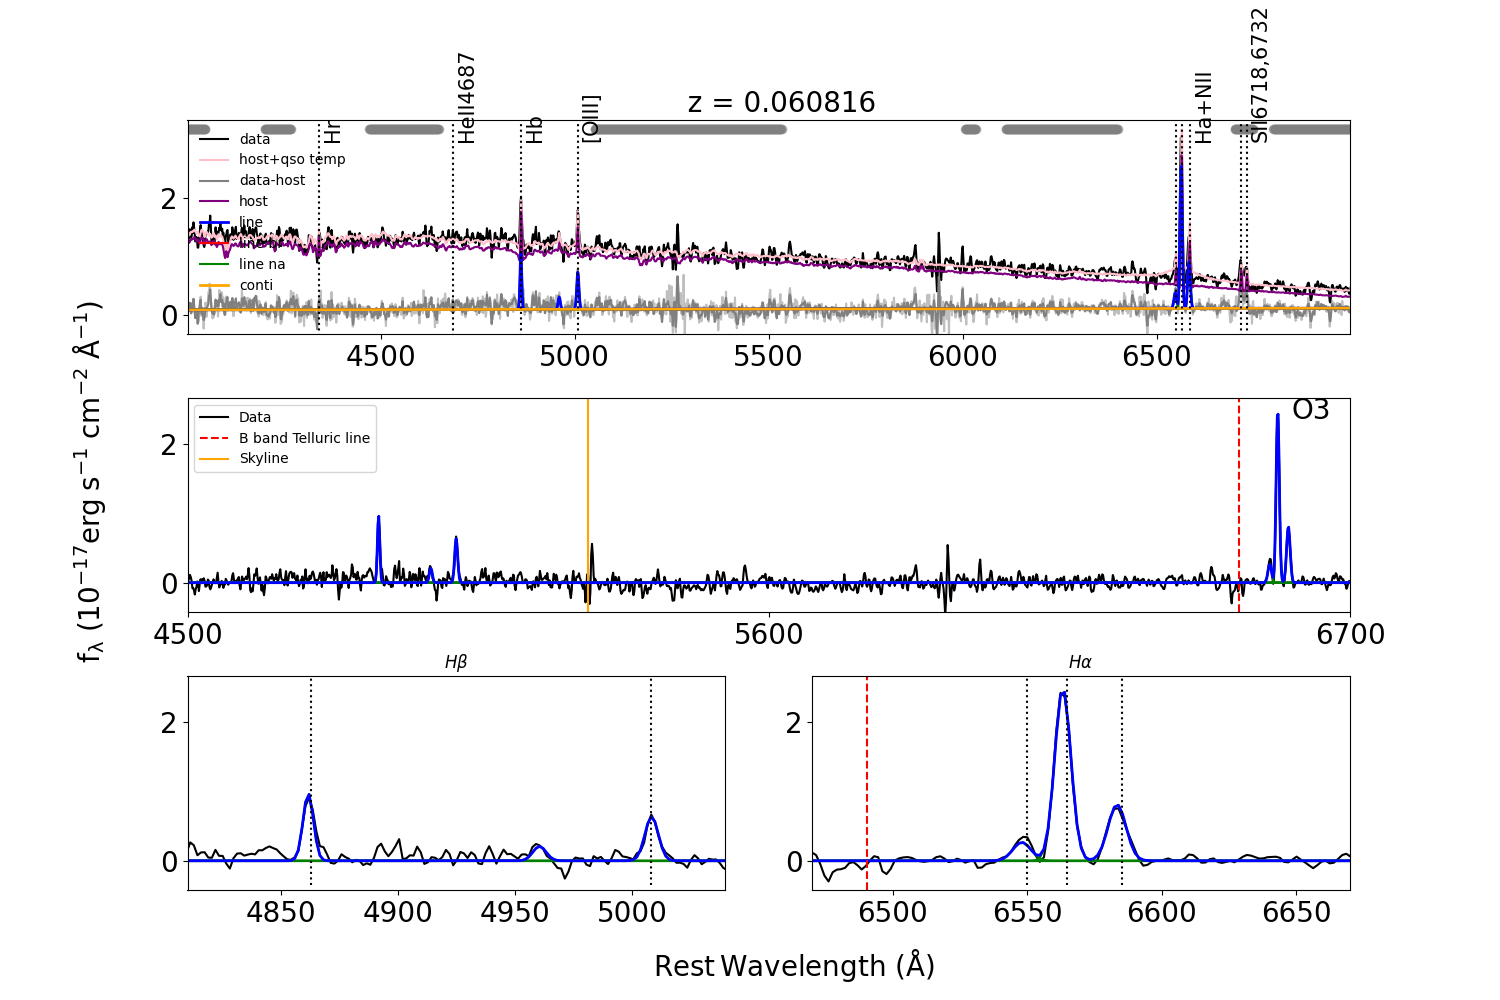 z = 0.060816
Hr
HeII4687
Hb
[OIII]
Ha+NII
SII6718,6732
data
host+qso temp
data-host
host
line
line na
conti
2
0
4500
5000
5500
6000
6500
fλ (10−17erg s−1 cm−2 Å−1)
Data
B band Telluric line
Skyline
O3
2
0
4500
5600
6700
Hβ
2
0
4850
4900
4950
5000
Hα
2
0
6500
6550
6600
6650
Rest Wavelength (Å)